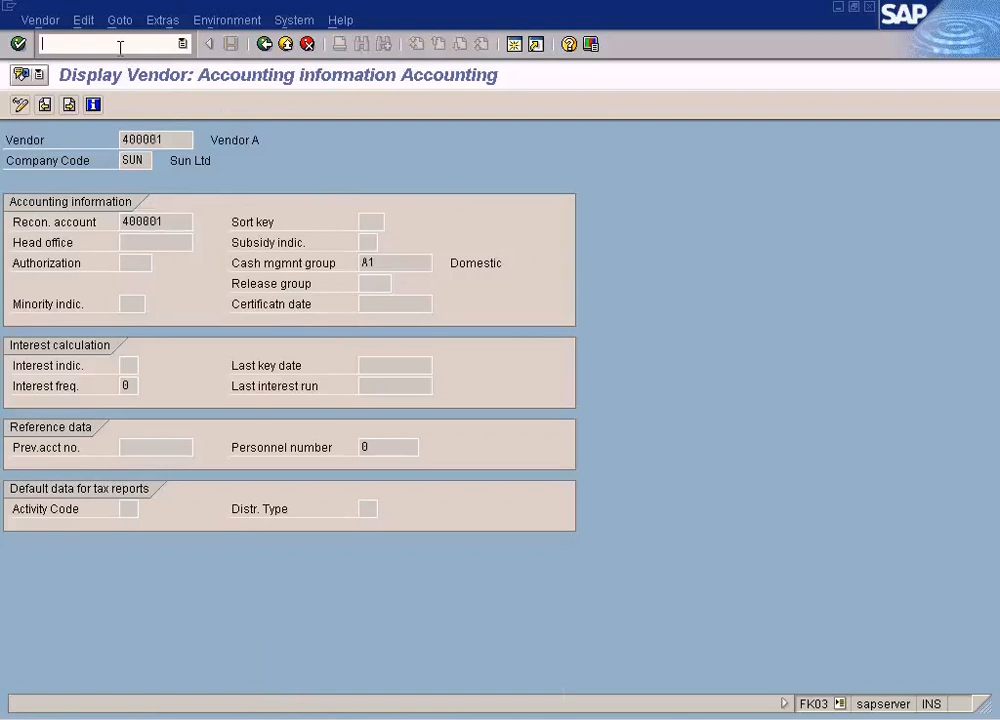 Vendor Edit Goto Extras Environment System Help
SAP
Display Vendor: Accounting information Accounting
Vendor 400001 Vendor A
Company Code SUN Sun Ltd
Accounting information
Recon. account 400001 Sort key
Head office Subsidy indic.
Authorization Cash mgmnt group A1 Domestic
Release group
Minority indic. Certificatn date
Interest calculation
Interest indic. Last key date
Interest freq. 0 Last interest run
Reference data
Prev.acct no. Personnel number 0
Default data for tax reports
Activity Code Distr. Type
FK03 sapserver INS